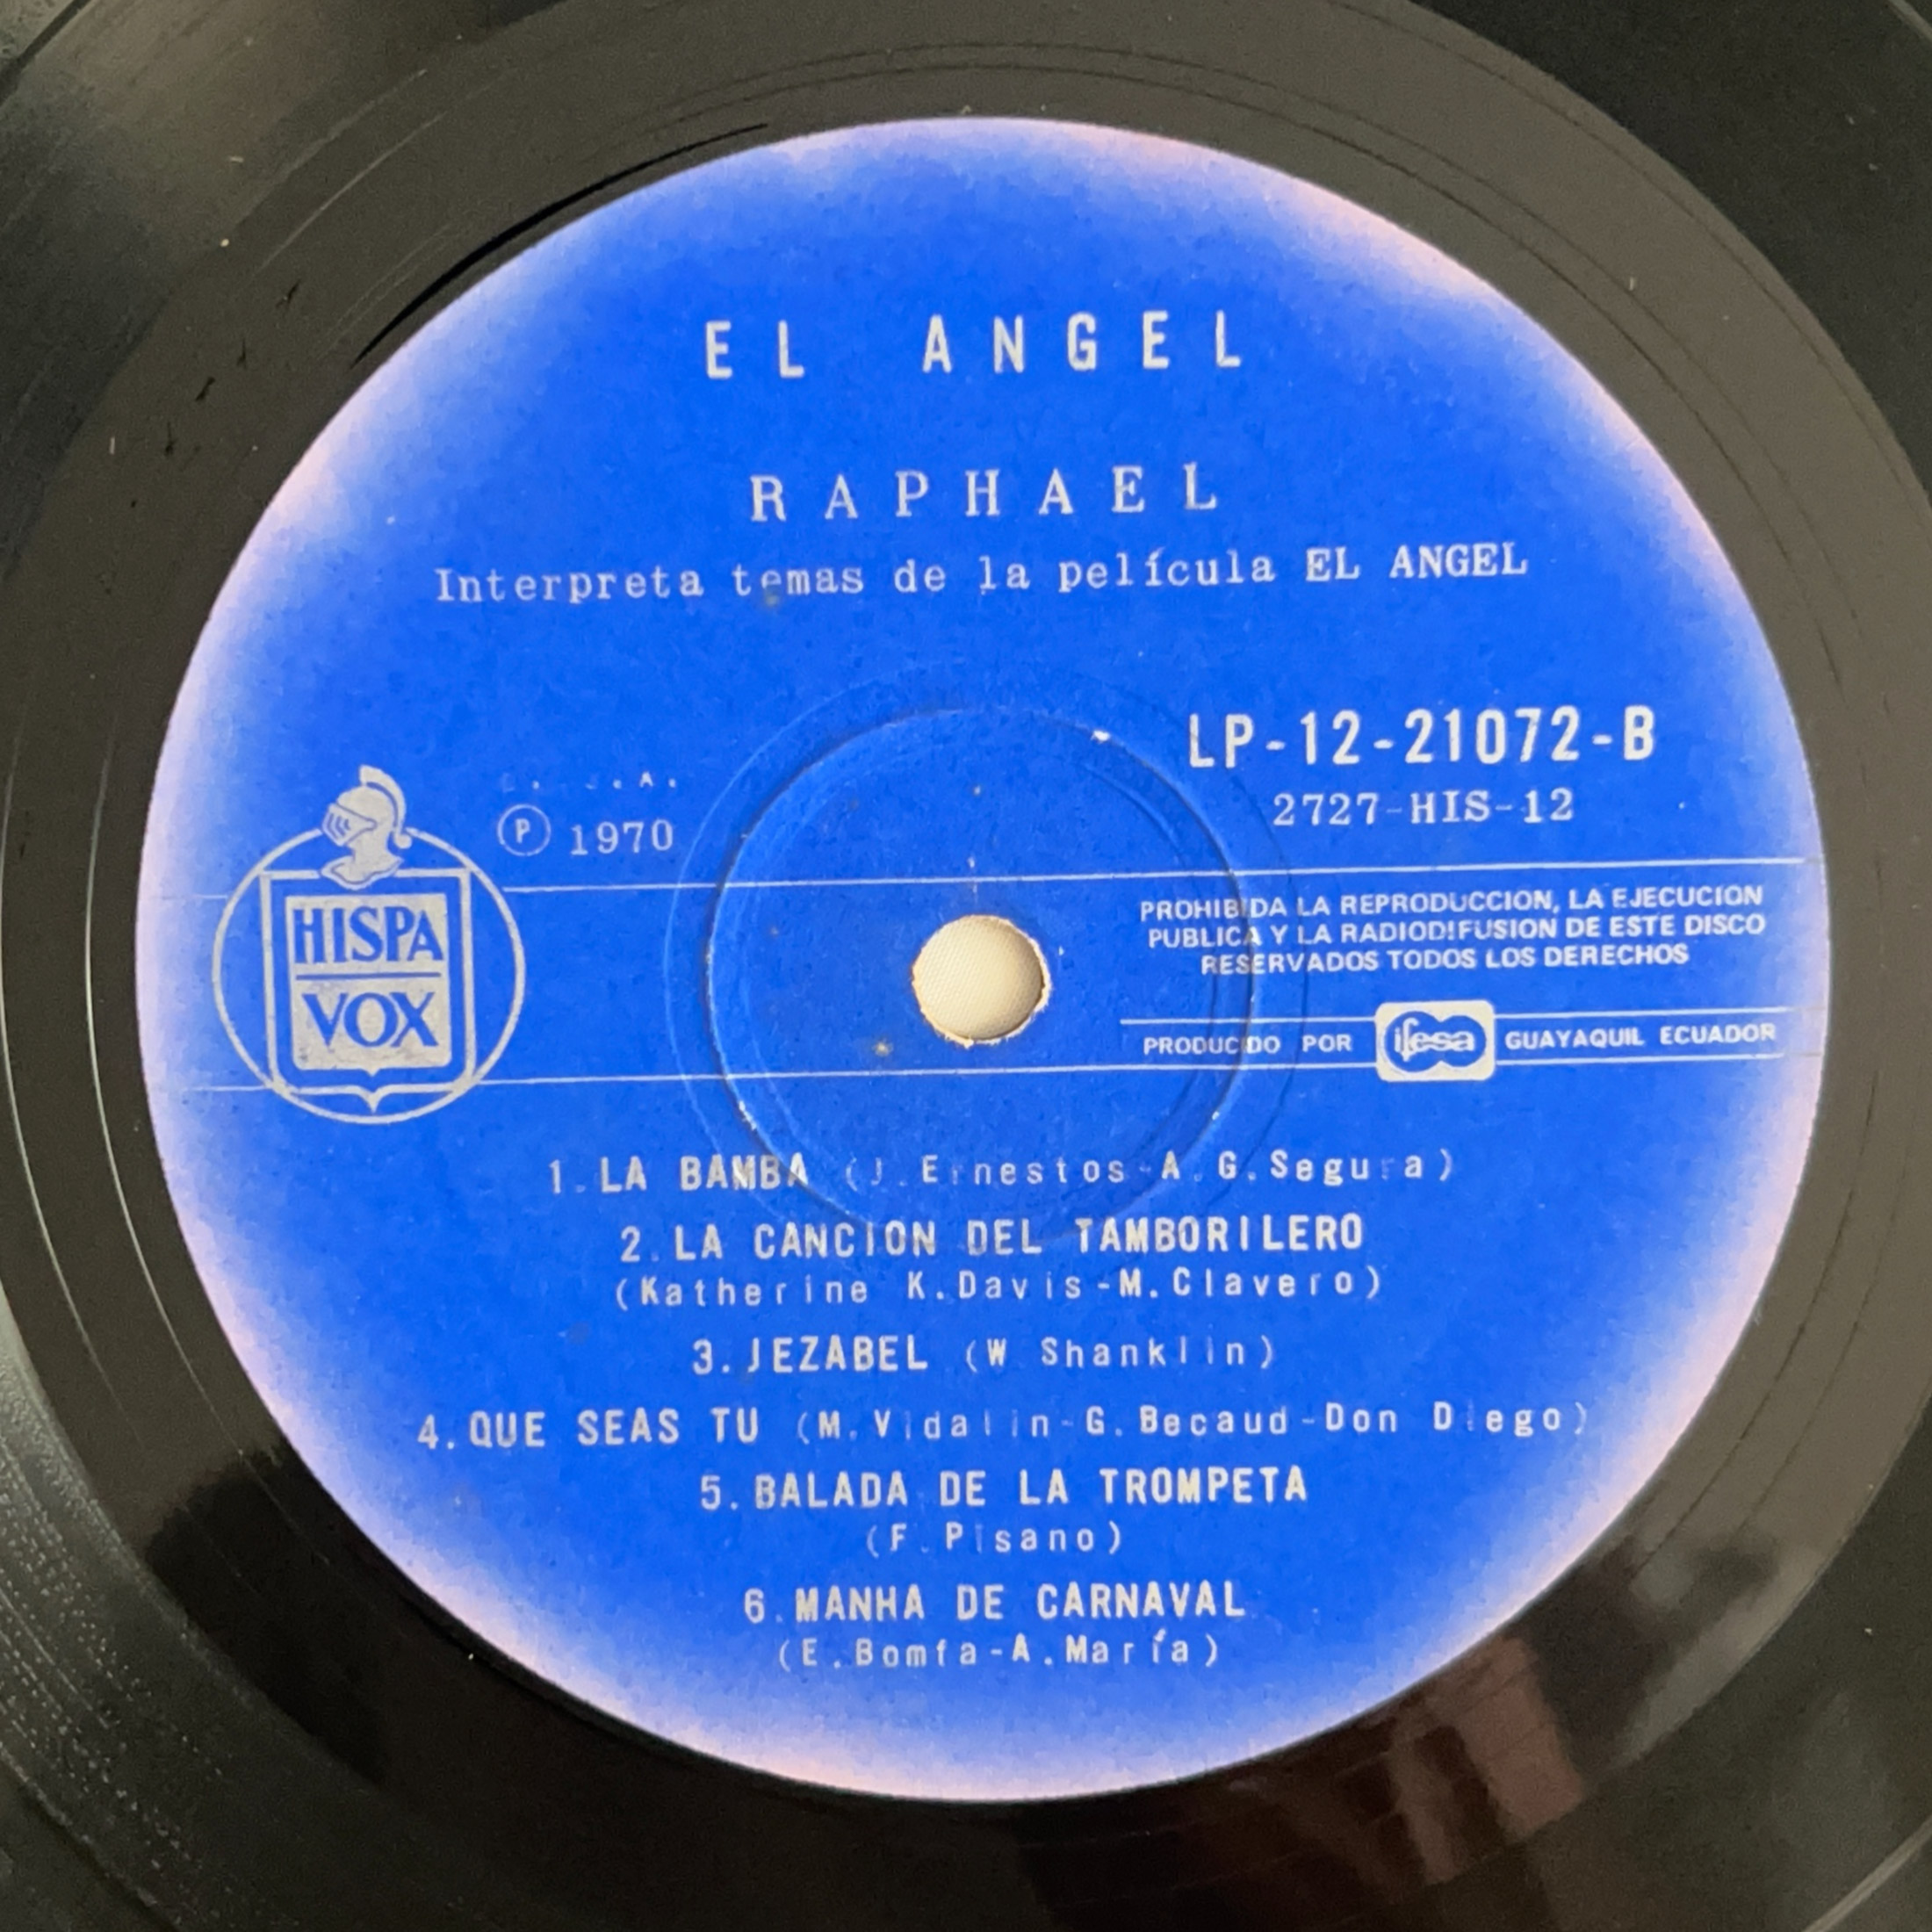 EL ANGEL
RAPHAEL
Interpreta temas de la película EL ANGEL
LP-12-21072-B
2727-HIS-12
Ⓟ 1970
HISPA
VOX
PROHIBIDA LA REPRODUCCION, LA EJECUCION
PUBLICA Y LA RADIODIFUSION DE ESTE DISCO
RESERVADOS TODOS LOS DERECHOS
PRODUCIDO POR ifesa GUAYAQUIL ECUADOR
1. LA BAMBA (J. Ernestos-A.G.Segura)
2. LA CANCION DEL TAMBORILERO
(Katherine K.Davis-M.Clavero)
3. JEZABEL (W Shanklin)
4. QUE SEAS TU (M.Vidalin-G.Becaud-Don Diego)
5. BALADA DE LA TROMPETA
(F. Pisano)
6. MANHA DE CARNAVAL
(E.Bomfa-A.María)